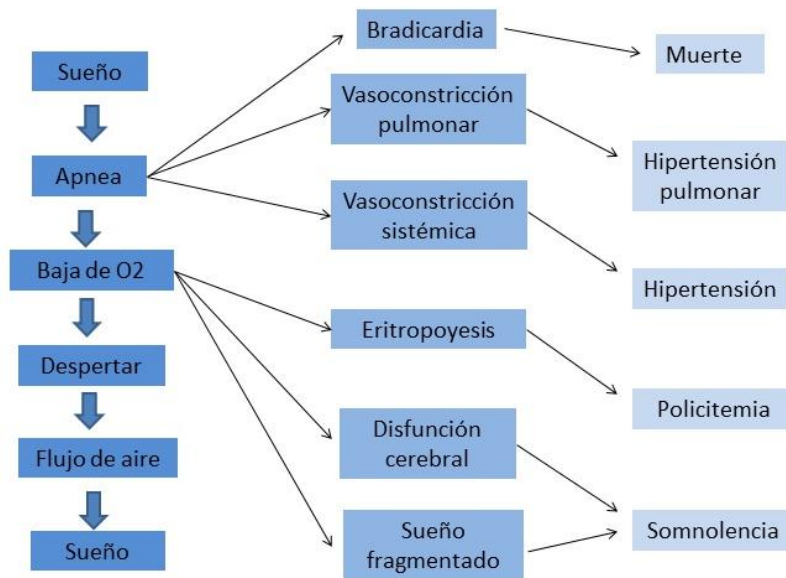 Sueño
Apnea
Baja de O2
Despertar
Flujo de aire
Sueño
Bradicardia
Vasoconstricción
pulmonar
Vasoconstricción
sistémica
Eritropoyesis
Disfunción
cerebral
Sueño
fragmentado
Muerte
Hipertensión
pulmonar
Hipertensión
Policitemia
Somnolencia